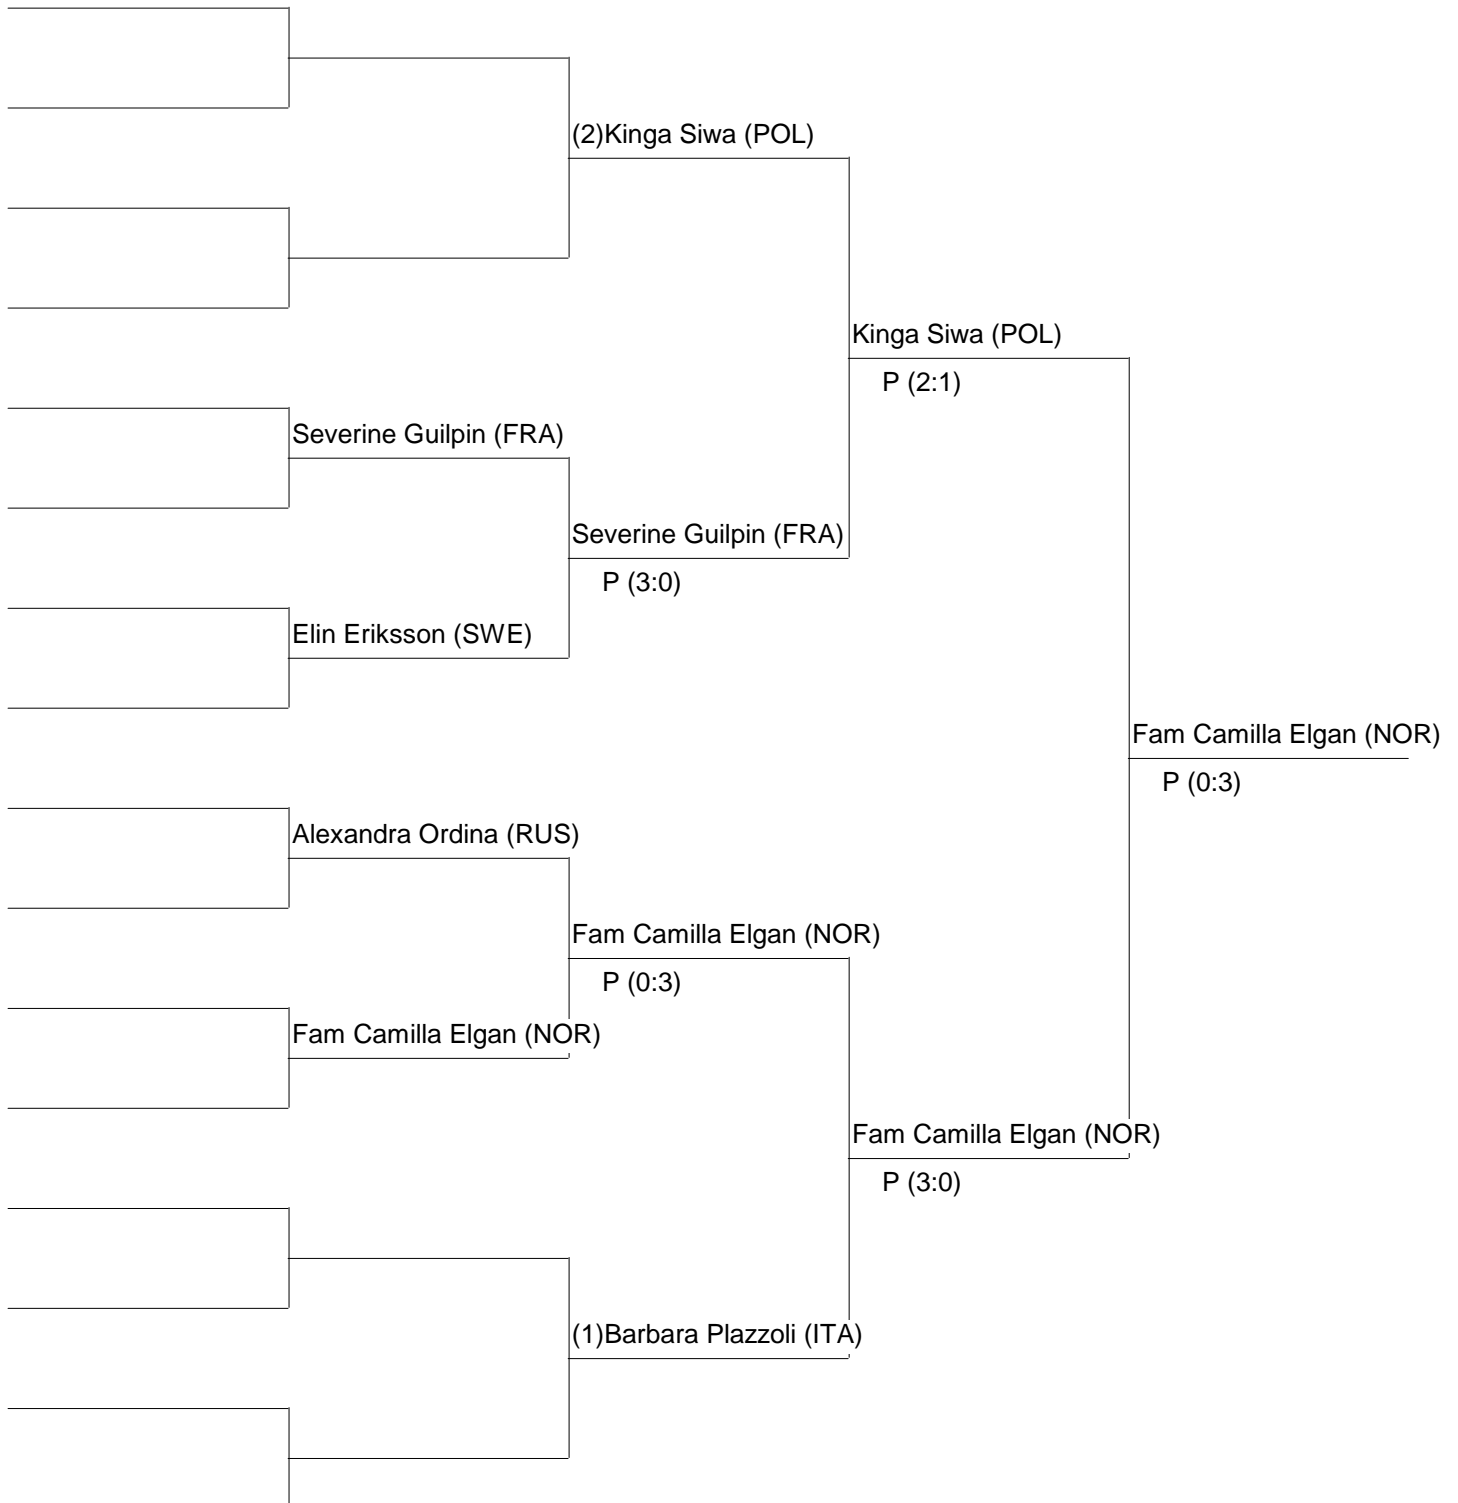 (2)Kinga Siwa (POL)
Kinga Siwa (POL)
P (2:1)
Severine Guilpin (FRA)
Severine Guilpin (FRA)
P (3:0)
Elin Eriksson (SWE)
Fam Camilla Elgan (NOR)
P (0:3)
Alexandra Ordina (RUS)
Fam Camilla Elgan (NOR)
P (0:3)
Fam Camilla Elgan (NOR)
Fam Camilla Elgan (NOR)
P (3:0)
(1)Barbara Plazzoli (ITA)